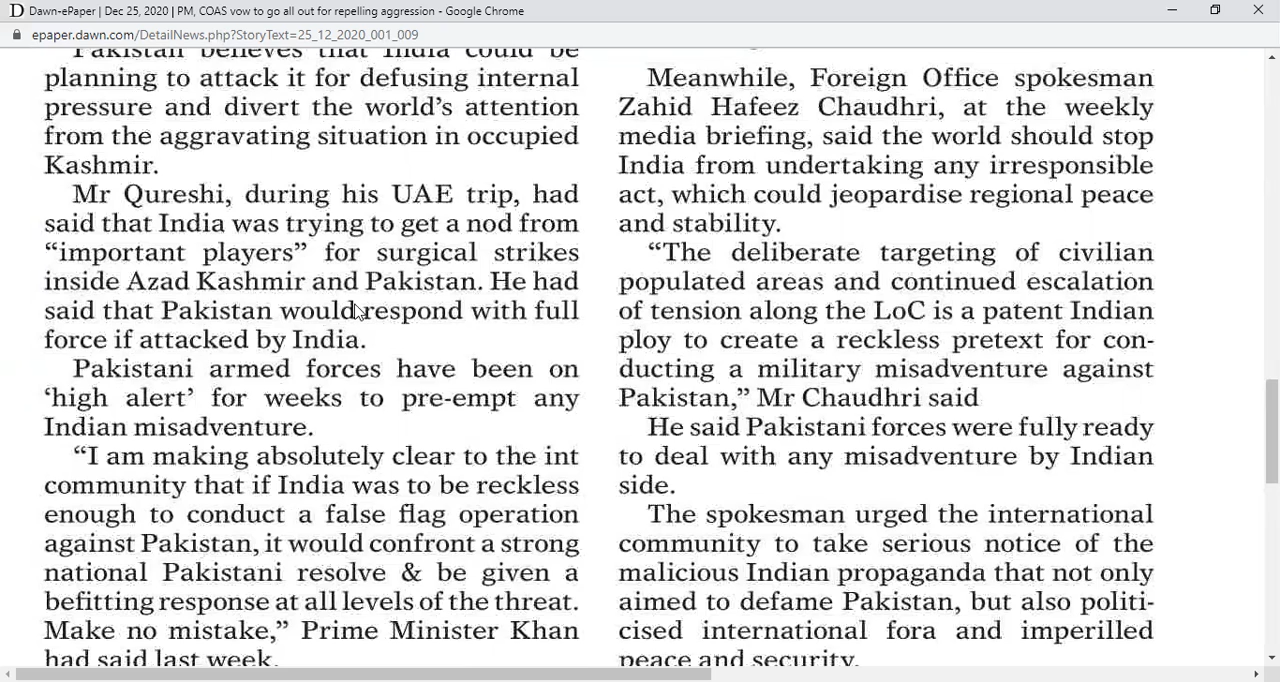 Dawn-ePaper | Dec 25, 2020 | PM, COAS vow to go all out for repelling aggression - Google Chrome
epaper.dawn.com/DetailNews.php?StoryText=25_12_2020_001_009
Pakistan believes that India could be
planning to attack it for defusing internal
pressure and divert the world's attention
from the aggravating situation in occupied
Kashmir.
Mr Qureshi, during his UAE trip, had
said that India was trying to get a nod from
“important players” for surgical strikes
inside Azad Kashmir and Pakistan. He had
said that Pakistan would respond with full
force if attacked by India.
Pakistani armed forces have been on
‘high alert’ for weeks to pre-empt any
Indian misadventure.
“I am making absolutely clear to the int
community that if India was to be reckless
enough to conduct a false flag operation
against Pakistan, it would confront a strong
national Pakistani resolve & be given a
befitting response at all levels of the threat.
Make no mistake,” Prime Minister Khan
had said last week.
Meanwhile, Foreign Office spokesman
Zahid Hafeez Chaudhri, at the weekly
media briefing, said the world should stop
India from undertaking any irresponsible
act, which could jeopardise regional peace
and stability.
“The deliberate targeting of civilian
populated areas and continued escalation
of tension along the LoC is a patent Indian
ploy to create a reckless pretext for con-
ducting a military misadventure against
Pakistan,” Mr Chaudhri said
He said Pakistani forces were fully ready
to deal with any misadventure by Indian
side.
The spokesman urged the international
community to take serious notice of the
malicious Indian propaganda that not only
aimed to defame Pakistan, but also politi-
cised international fora and imperilled
peace and security.